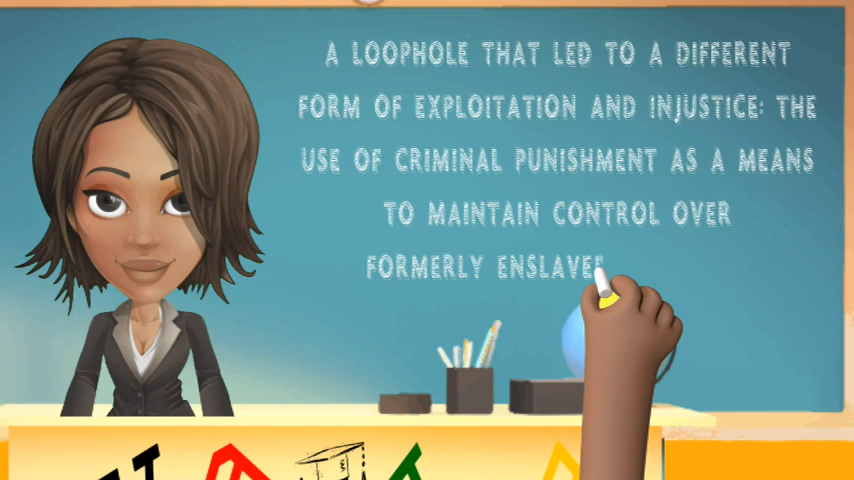 A LOOPHOLE THAT LED TO A DIFFERENT
FORM OF EXPLOITATION AND INJUSTICE: THE
USE OF CRIMINAL PUNISHMENT AS A MEANS
TO MAINTAIN CONTROL OVER
FORMERLY ENSLAVE